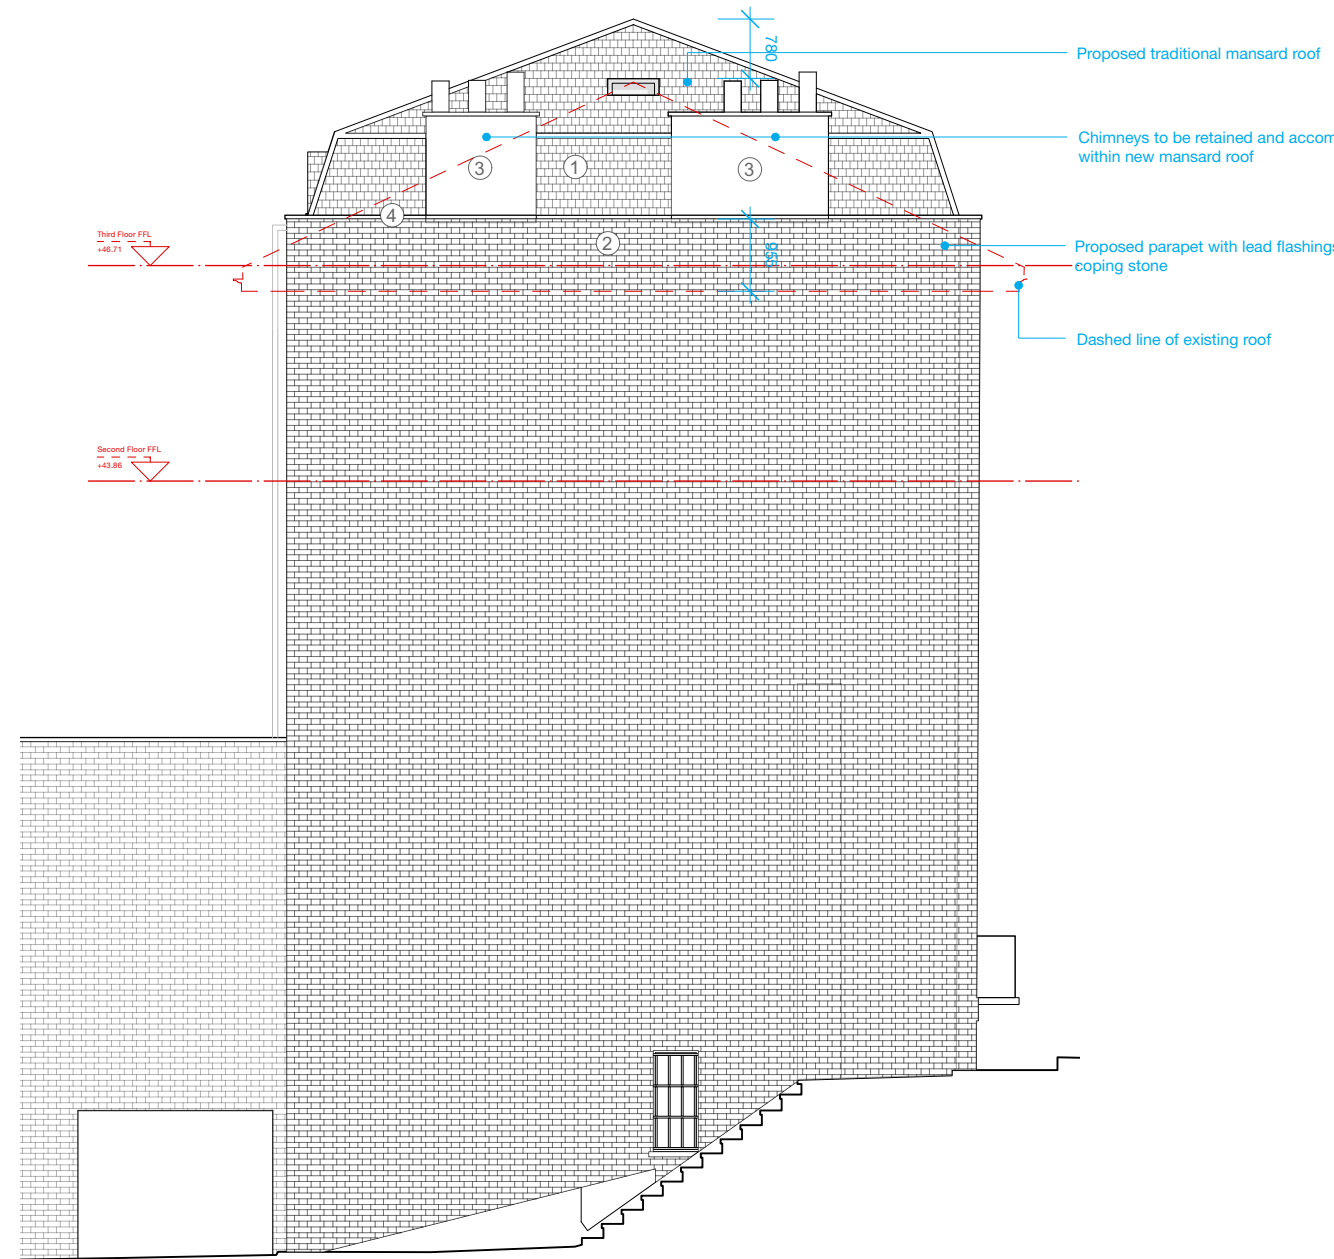 780
Proposed traditional mansard roof
Chimneys to be retained and accom
within new mansard roof
3
1
3
4
2
Third Floor FFL
+46.71
955
Proposed parapet with lead flashings
coping stone
Dashed line of existing roof
Second Floor FFL
+43.86